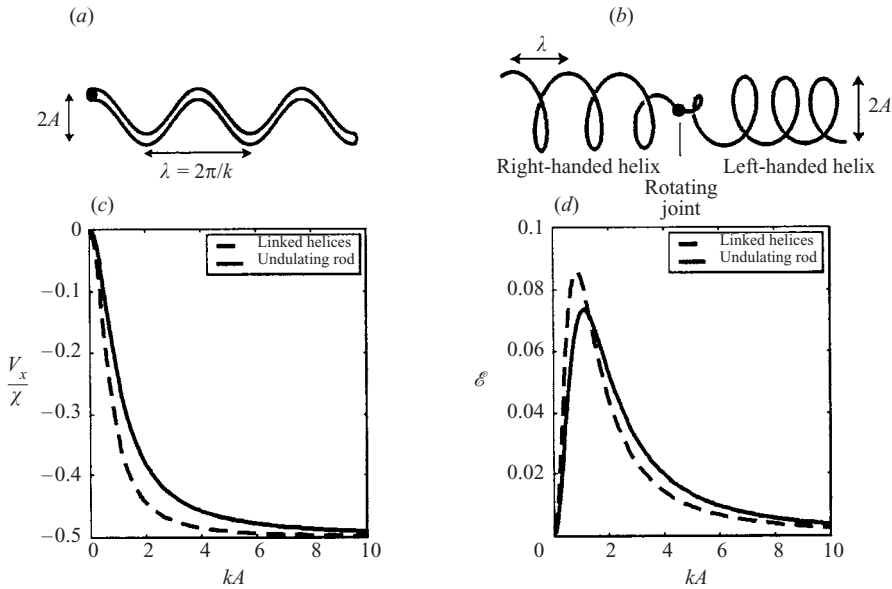 (a)
2A
λ = 2π/k
(b)
λ
2A
Right-handed helix
Left-handed helix
Rotating
joint
(c)
Linked helices
Undulating rod
0
−0.1
−0.2
−0.3
−0.4
−0.5
V_x
χ
0 2 4 6 8 10
kA
(d)
Linked helices
Undulating rod
0.1
0.08
0.06
0.04
0.02
ℰ
0 2 4 6 8 10
kA